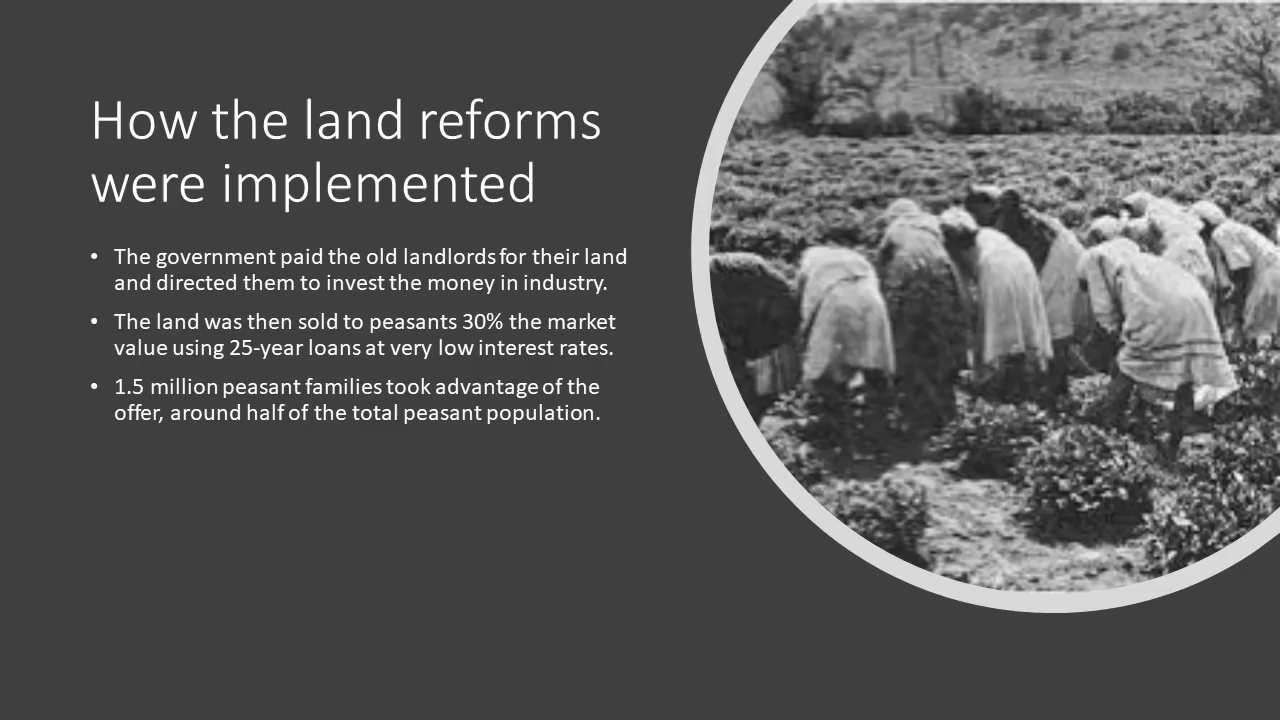 How the land reforms
were implemented
• The government paid the old landlords for their land
and directed them to invest the money in industry.
• The land was then sold to peasants 30% the market
value using 25-year loans at very low interest rates.
• 1.5 million peasant families took advantage of the
offer, around half of the total peasant population.